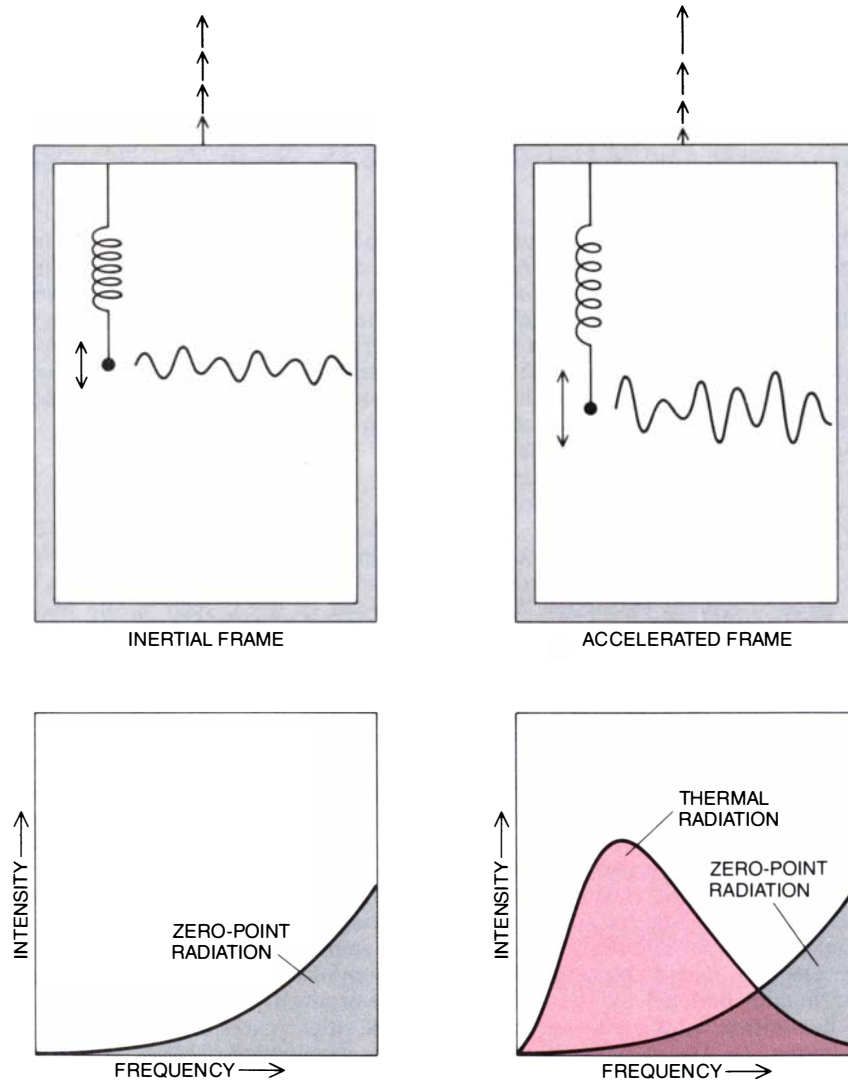 INERTIAL FRAME
ACCELERATED FRAME
INTENSITY
ZERO-POINT
RADIATION
FREQUENCY
INTENSITY
THERMAL
RADIATION
ZERO-POINT
RADIATION
FREQUENCY